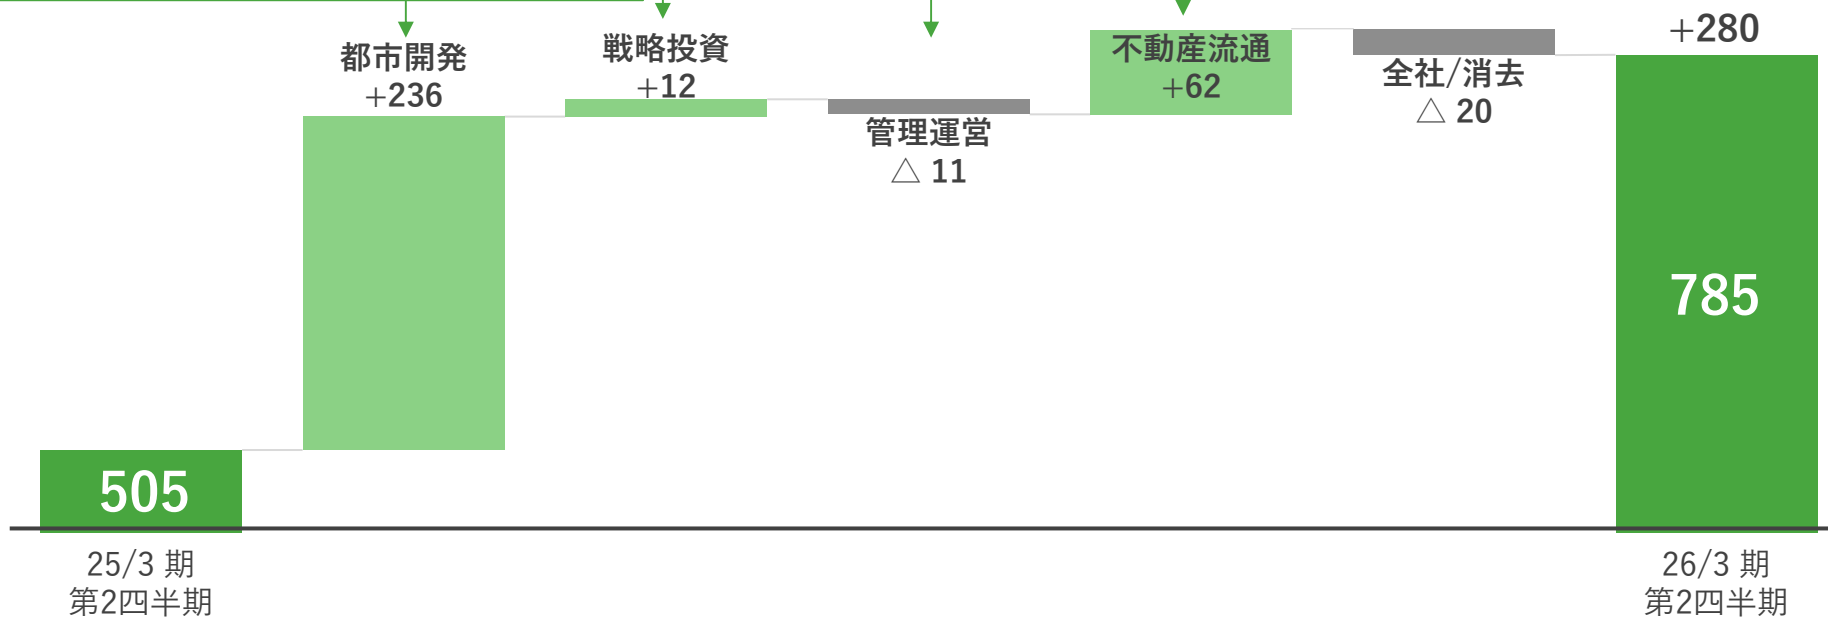 都市開発
+236
戦略投資
+12
管理運営
△ 11
不動産流通
+62
全社/消去
△ 20
+280
505
785
25/3 期
第2四半期
26/3 期
第2四半期